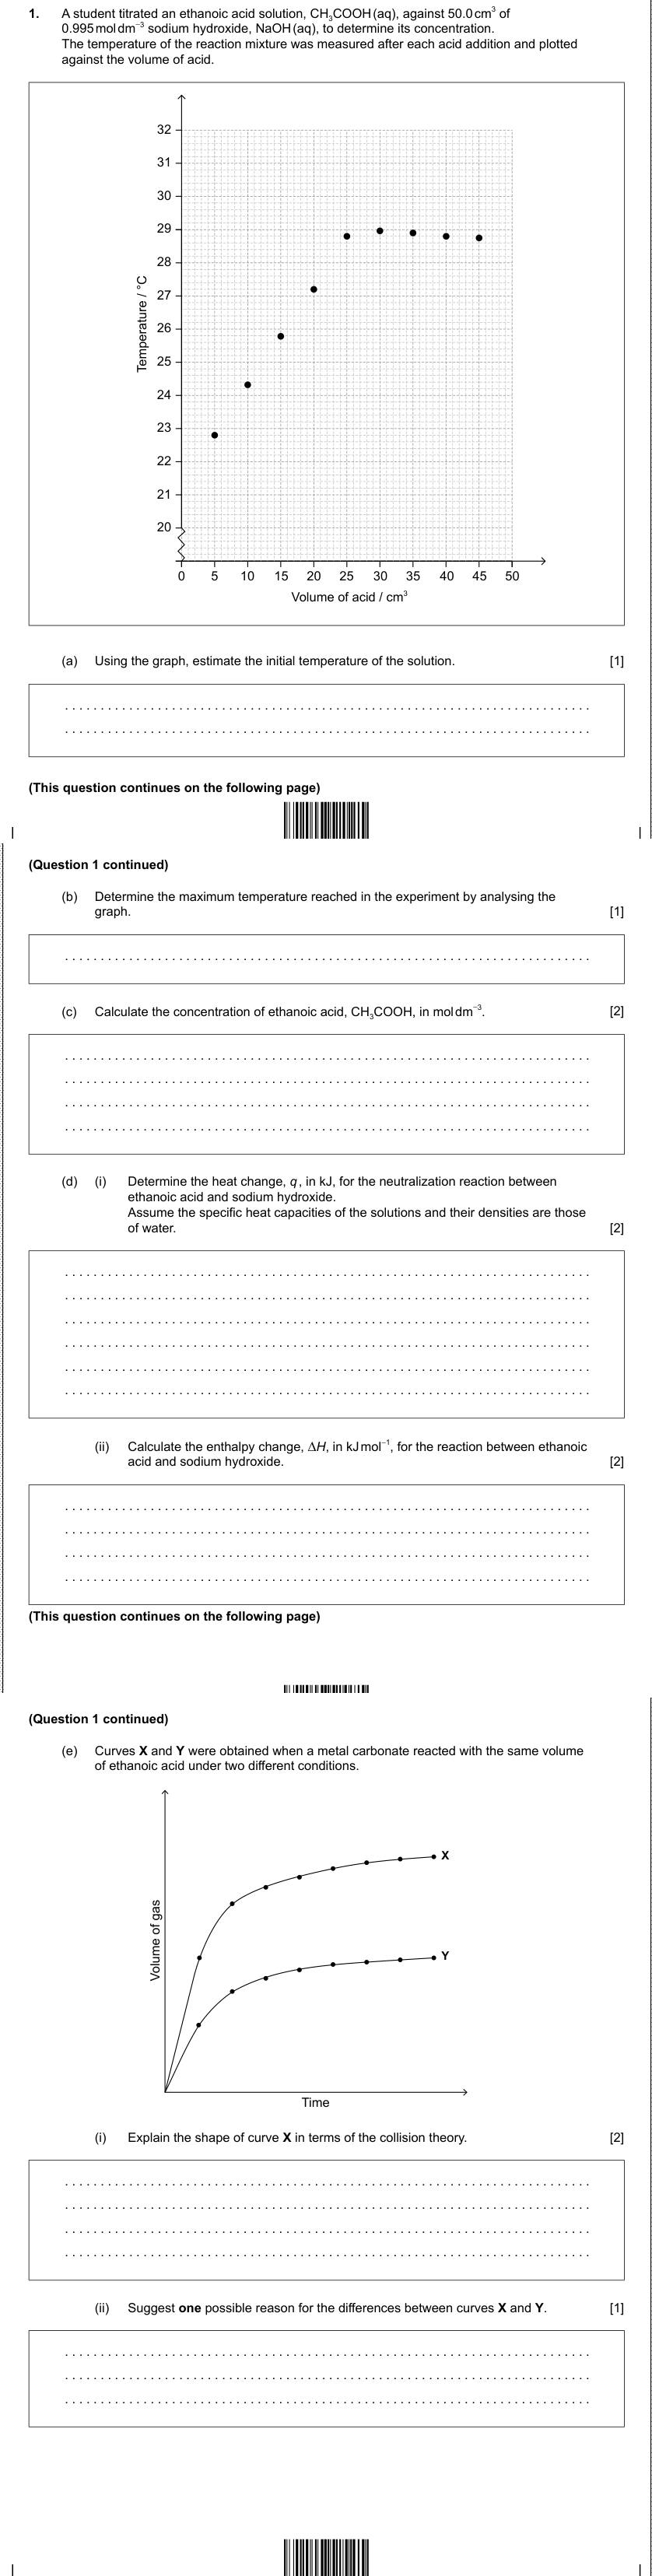 1. A student titrated an ethanoic acid solution, CH₃COOH (aq), against 50.0 cm³ of
0.995 mol dm⁻³ sodium hydroxide, NaOH (aq), to determine its concentration.
The temperature of the reaction mixture was measured after each acid addition and plotted
against the volume of acid.
32
31
30
29
28
27
26
25
24
23
22
21
20
Temperature / °C
0 5 10 15 20 25 30 35 40 45 50
Volume of acid / cm³
(a) Using the graph, estimate the initial temperature of the solution. [1]
(This question continues on the following page)
(Question 1 continued)
(b) Determine the maximum temperature reached in the experiment by analysing the
graph. [1]
(c) Calculate the concentration of ethanoic acid, CH₃COOH, in mol dm⁻³. [2]
(d) (i) Determine the heat change, q, in kJ, for the neutralization reaction between
ethanoic acid and sodium hydroxide.
Assume the specific heat capacities of the solutions and their densities are those
of water. [2]
(ii) Calculate the enthalpy change, ΔH, in kJ mol⁻¹, for the reaction between ethanoic
acid and sodium hydroxide. [2]
(This question continues on the following page)
(Question 1 continued)
(e) Curves X and Y were obtained when a metal carbonate reacted with the same volume
of ethanoic acid under two different conditions.
X
Y
Volume of gas
Time
(i) Explain the shape of curve X in terms of the collision theory. [2]
(ii) Suggest one possible reason for the differences between curves X and Y. [1]